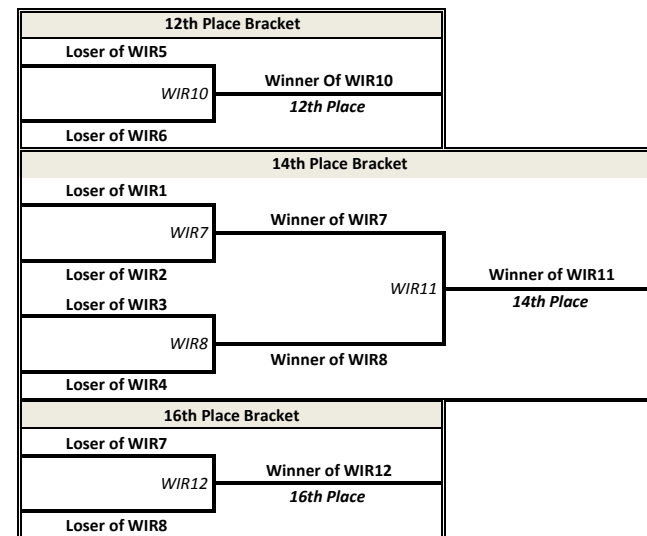 12th Place Bracket
Loser of WIR5
WIR10
Winner Of WIR10
12th Place
Loser of WIR6
14th Place Bracket
Loser of WIR1
WIR7
Winner of WIR7
Loser of WIR2
WIR11
Winner of WIR11
14th Place
Loser of WIR3
WIR8
Winner of WIR8
Loser of WIR4
16th Place Bracket
Loser of WIR7
WIR12
Winner of WIR12
16th Place
Loser of WIR8